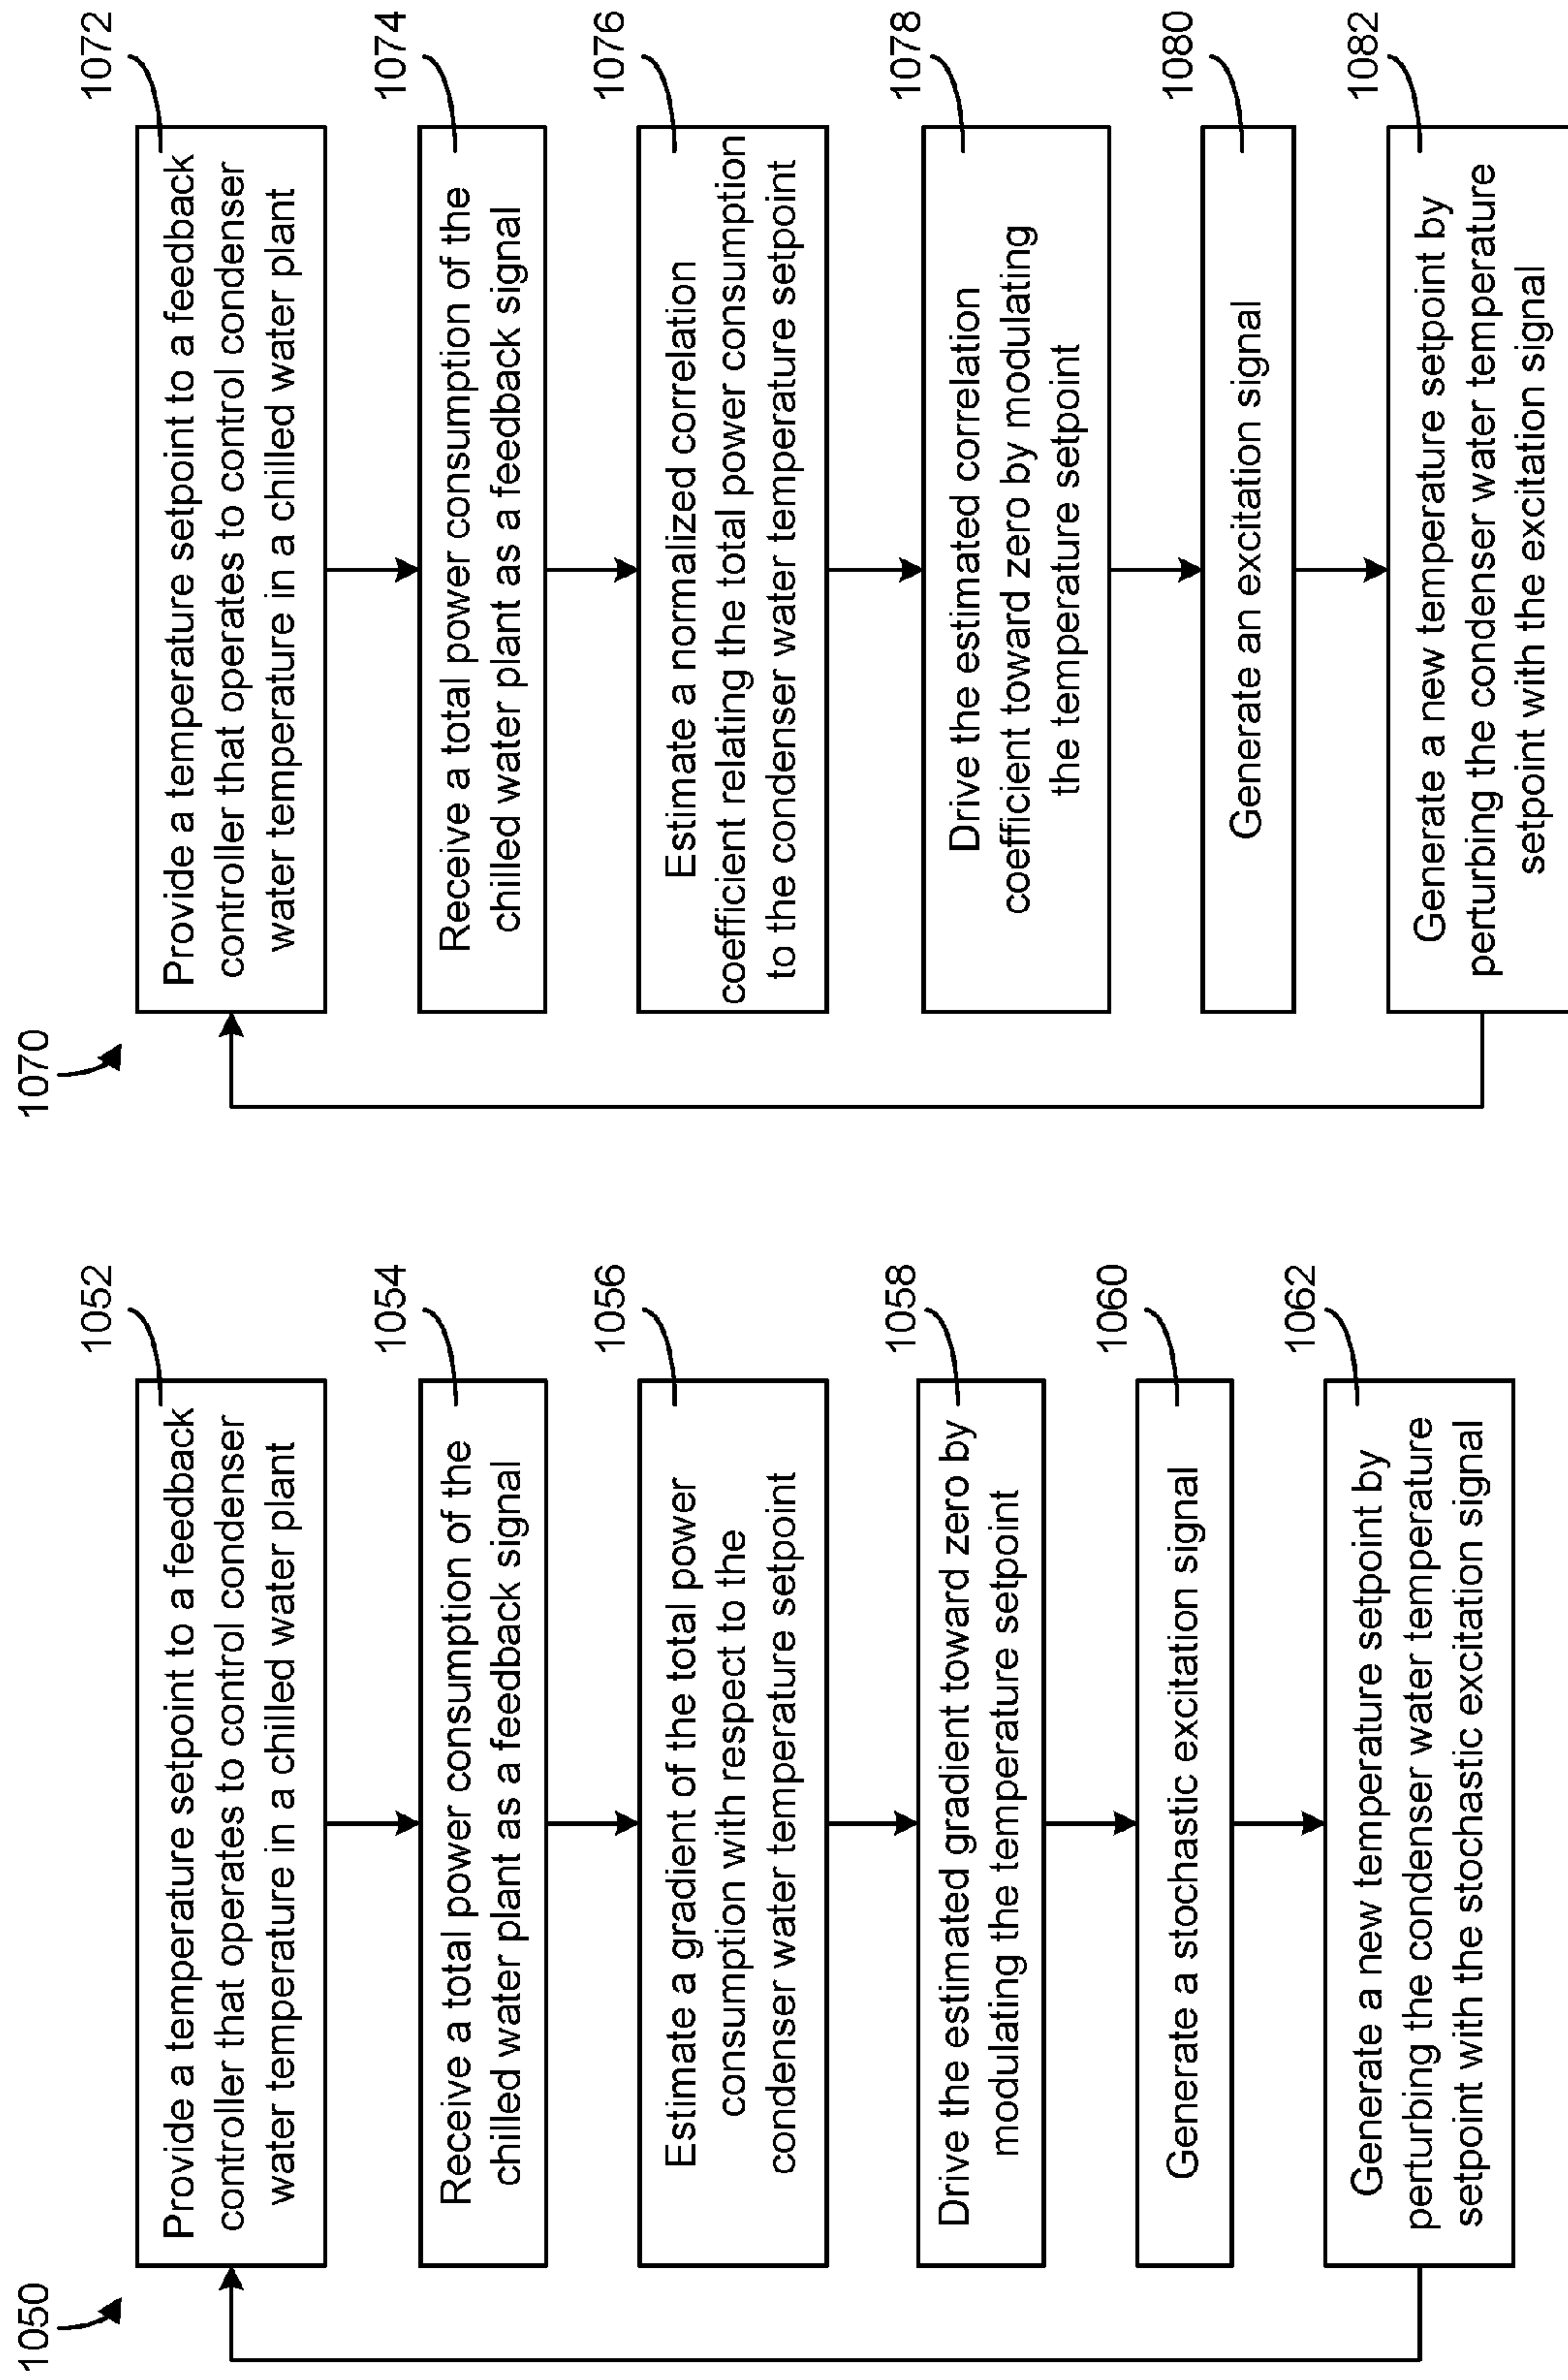 1050
1052
Provide a temperature setpoint to a feedback
controller that operates to control condenser
water temperature in a chilled water plant
1054
Receive a total power consumption of the
chilled water plant as a feedback signal
1056
Estimate a gradient of the total power
consumption with respect to the
condenser water temperature setpoint
1058
Drive the estimated gradient toward zero by
modulating the temperature setpoint
1060
Generate a stochastic excitation signal
1062
Generate a new temperature setpoint by
perturbing the condenser water temperature
setpoint with the stochastic excitation signal
1070
1072
Provide a temperature setpoint to a feedback
controller that operates to control condenser
water temperature in a chilled water plant
1074
Receive a total power consumption of the
chilled water plant as a feedback signal
1076
Estimate a normalized correlation
coefficient relating the total power consumption
to the condenser water temperature setpoint
1078
Drive the estimated correlation
coefficient toward zero by modulating
the temperature setpoint
1080
Generate an excitation signal
1082
Generate a new temperature setpoint by
perturbing the condenser water temperature
setpoint with the excitation signal